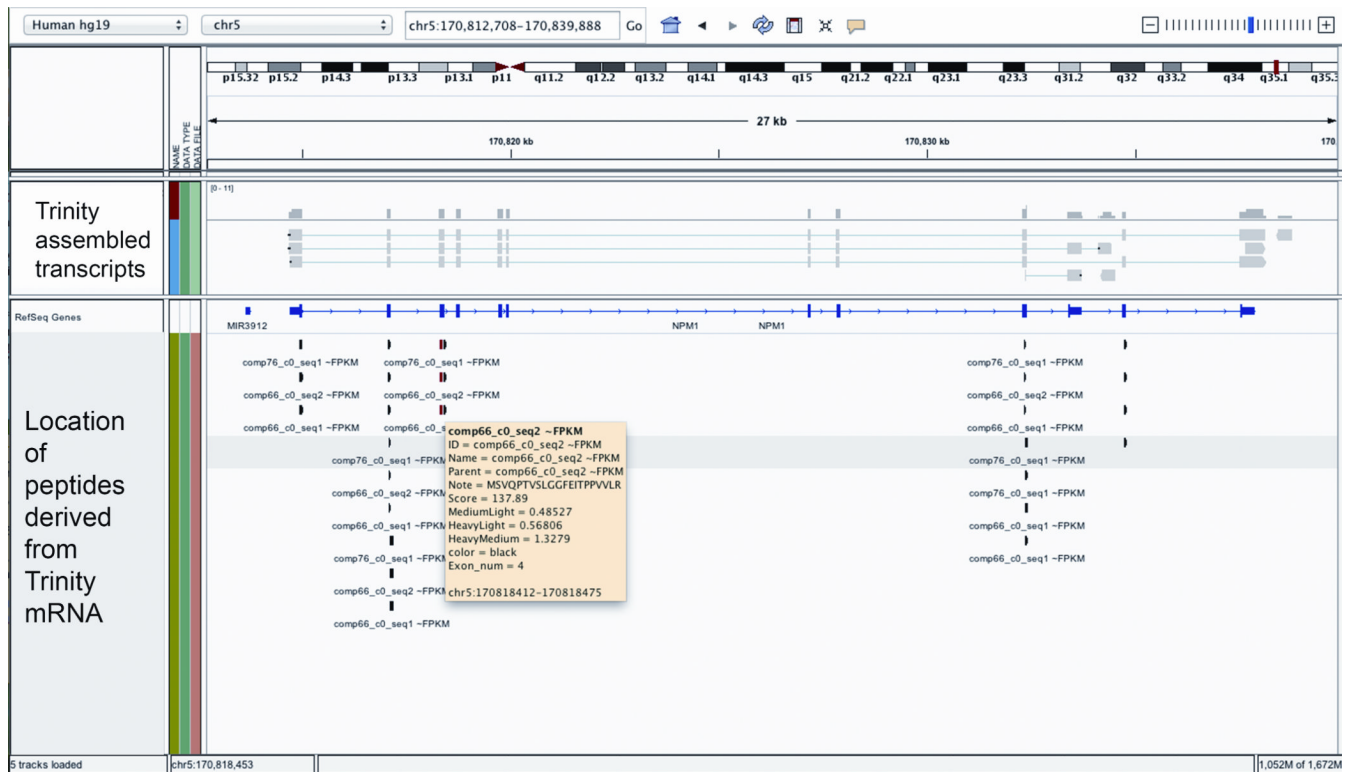 Human hg19 chr5 chr5:170,812,708-170,839,888 Go
p15.32 p15.2 p14.3 p13.3 p13.1 p11 q11.2 q12.2 q13.2 q14.1 q14.3 q15 q21.2 q22.1 q23.1 q23.3 q31.2 q32 q33.2 q34 q35.1 q35.3
27 kb
170,820 kb 170,830 kb 170
NAME
DATA TYPE
DATA FILE
[0 - 11]
Trinity
assembled
transcripts
RefSeq Genes
MIR3912 NPM1 NPM1
Location
of
peptides
derived
from
Trinity
mRNA
comp76_c0_seq1 ~FPKM comp76_c0_seq1 ~FPKM comp76_c0_seq1 ~FPKM
comp66_c0_seq2 ~FPKM comp66_c0_seq2 ~FPKM comp66_c0_seq2 ~FPKM
comp66_c0_seq1 ~FPKM comp66_c0_s comp66_c0_seq1 ~FPKM
comp76_c0_seq1 ~FPKM comp76_c0_seq1 ~FPKM
comp66_c0_seq2 ~FPKM comp76_c0_seq1 ~FPKM
comp66_c0_seq1 ~FPKM comp66_c0_seq1 ~FPKM
comp76_c0_seq1 ~FPKM comp66_c0_seq1 ~FPKM
comp66_c0_seq2 ~FPKM
comp66_c0_seq1 ~FPKM
comp66_c0_seq2 ~FPKM
ID = comp66_c0_seq2 ~FPKM
Name = comp66_c0_seq2 ~FPKM
Parent = comp66_c0_seq2 ~FPKM
Note = MSVQPTVSLGGFEITPPVVLR
Score = 137.89
MediumLight = 0.48527
HeavyLight = 0.56806
HeavyMedium = 1.3279
color = black
Exon_num = 4
chr5:170818412-170818475
5 tracks loaded chr5:170,818,453 1,052M of 1,672M